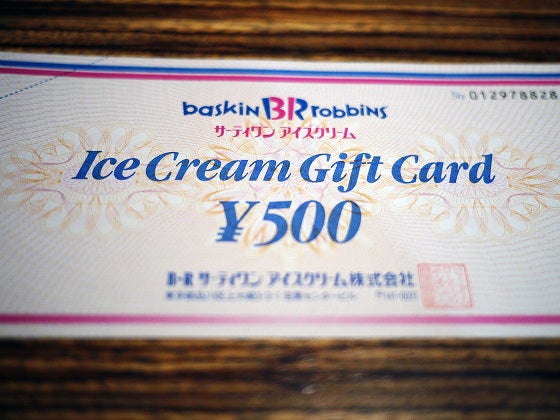 No 012978828
baskin BR robbins
サーティワン アイスクリーム
Ice Cream Gift Card
¥500
B・R サーティワン アイスクリーム株式会社